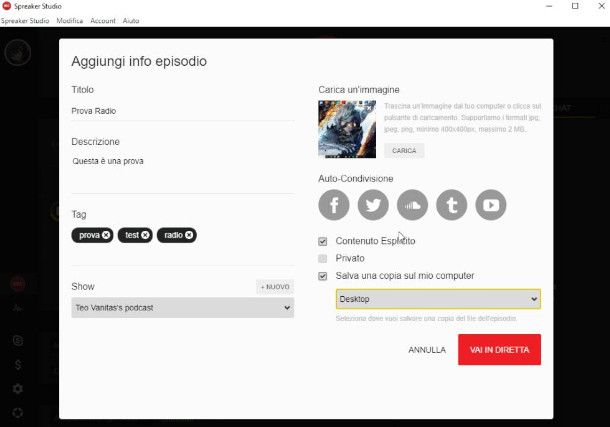 Spreaker Studio
Spreaker Studio Modifica Account Aiuto
Aggiungi info episodio
Titolo
Prova Radio
Descrizione
Questa è una prova
Tag
prova test radio
Show
+ NUOVO
Teo Vanitas's podcast
Carica un'immagine
Trascina un'immagine dal tuo computer o clicca sul
pulsante di caricamento. Supportiamo i formati jpg,
jpeg, png, minimo 400x400px, massimo 2 MB.
CARICA
Auto-Condivisione
Contenuto Esplicito
Privato
Salva una copia sul mio computer
Desktop
Seleziona dove vuoi salvare una copia del file dell'episodio.
ANNULLA
VAI IN DIRETTA